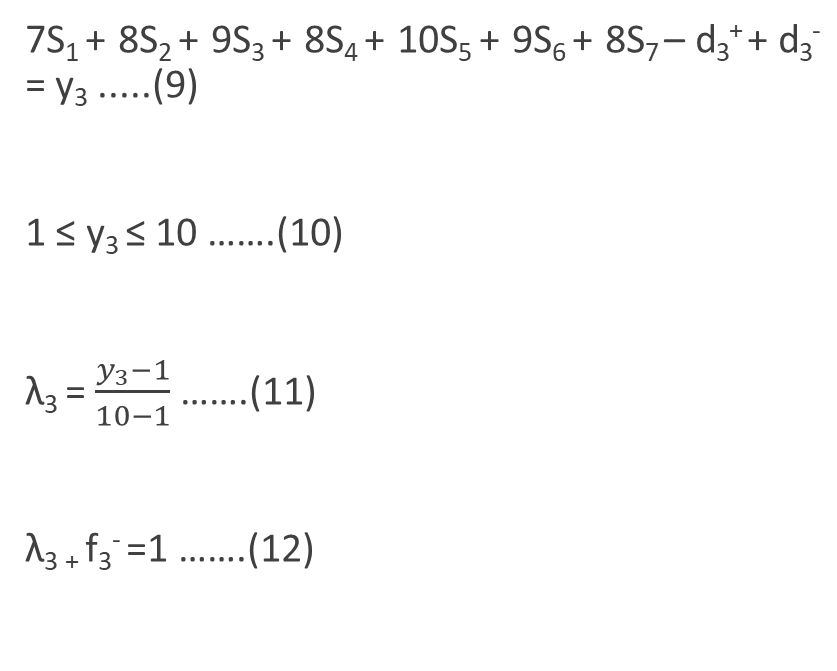 7S₁ + 8S₂ + 9S₃ + 8S₄ + 10S₅ + 9S₆ + 8S₇ – d₃⁺ + d₃⁻
= y₃ .....(9)
1 ≤ y₃ ≤ 10 .......(10)
λ₃ = (y₃−1)/(10−1) .......(11)
λ₃ ₊ f₃⁻ =1 .......(12)